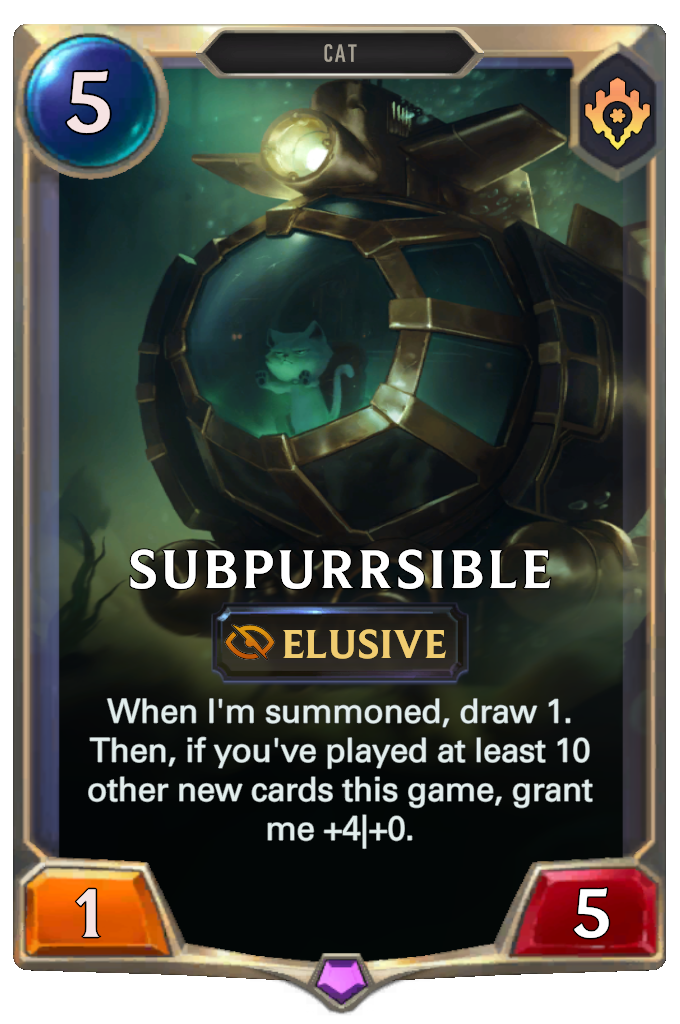 CAT
5
SUBPURRSIBLE
ELUSIVE
When I'm summoned, draw 1.
Then, if you've played at least 10
other new cards this game, grant
me +4|+0.
1
5